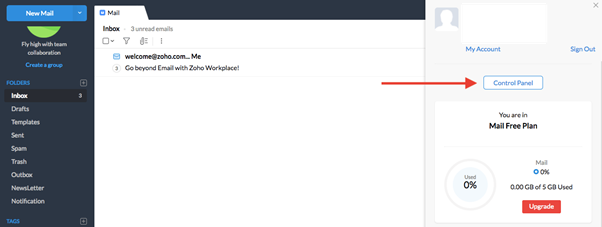 New Mail
Fly high with team
collaboration
Create a group
FOLDERS
Inbox 3
Drafts
Templates
Sent
Spam
Trash
Outbox
NewsLetter
Notification
TAGS
Mail
Inbox 3 unread emails
welcome@zoho.com... Me
3 Go beyond Email with Zoho Workplace!
My Account Sign Out
Control Panel
You are in
Mail Free Plan
Used
0%
Mail
0%
0.00 GB of 5 GB Used
Upgrade